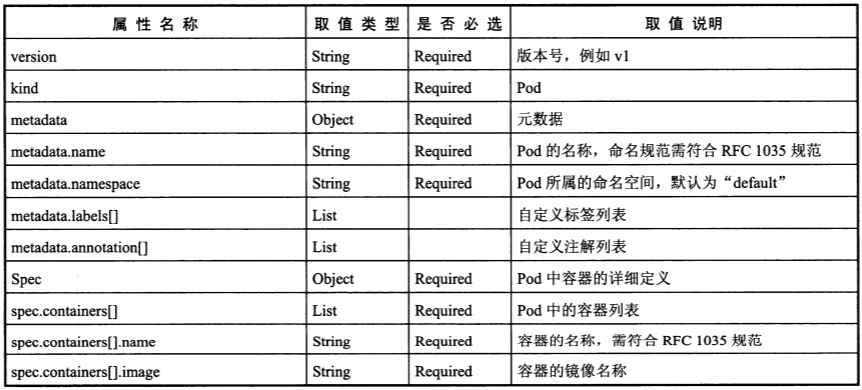 属性名称 取值类型 是否必选 取值说明
version String Required 版本号，例如 v1
kind String Required Pod
metadata Object Required 元数据
metadata.name String Required Pod 的名称，命名规范需符合 RFC 1035 规范
metadata.namespace String Required Pod 所属的命名空间，默认为“default”
metadata.labels[] List 自定义标签列表
metadata.annotation[] List 自定义注解列表
Spec Object Required Pod 中容器的详细定义
spec.containers[] List Required Pod 中的容器列表
spec.containers[].name String Required 容器的名称，需符合 RFC 1035 规范
spec.containers[].image String Required 容器的镜像名称